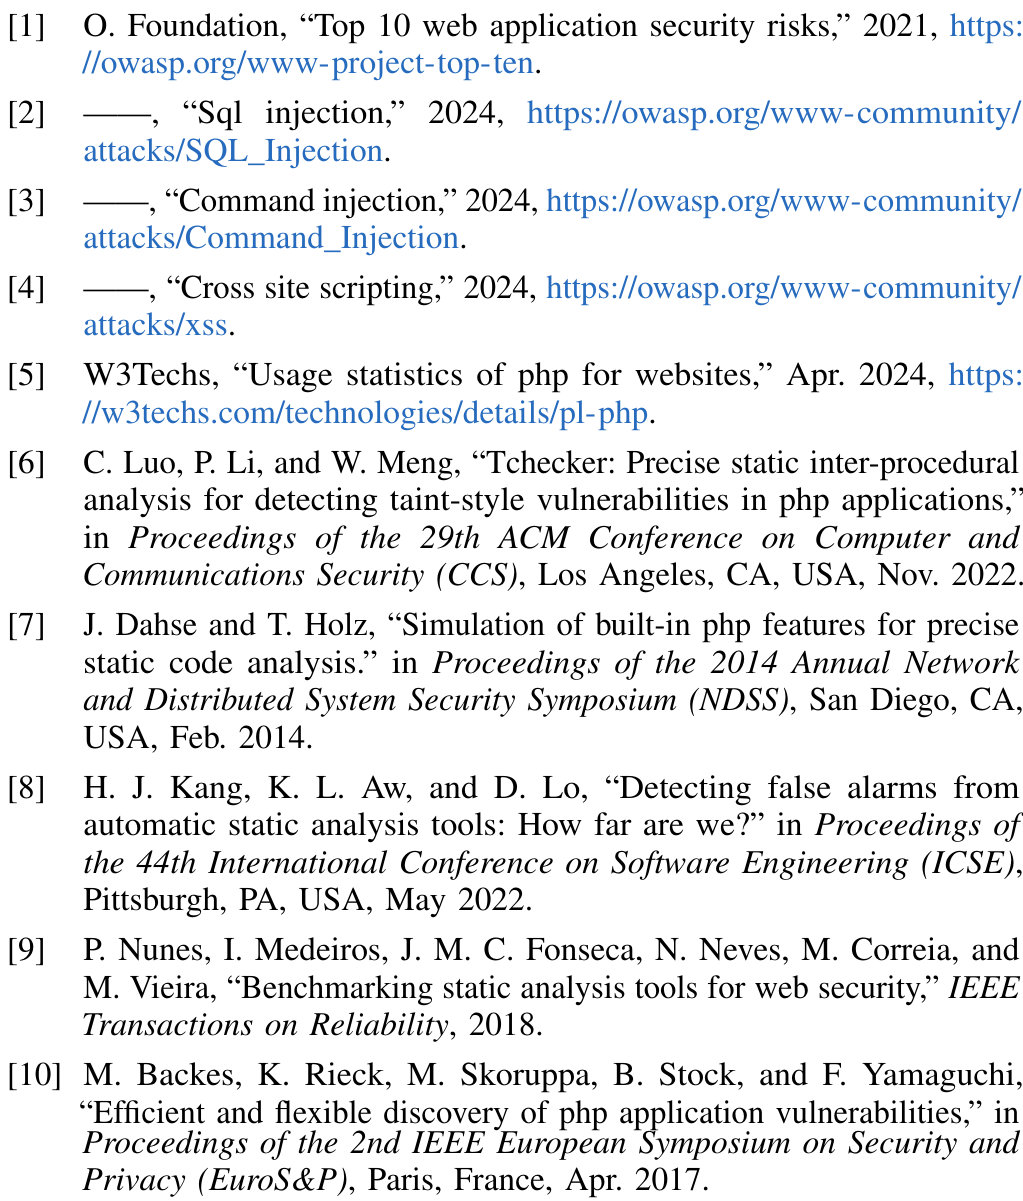 [1] O. Foundation, “Top 10 web application security risks,” 2021, https:
//owasp.org/www-project-top-ten.
[2] ——, “Sql injection,” 2024, https://owasp.org/www-community/
attacks/SQL_Injection.
[3] ——, “Command injection,” 2024, https://owasp.org/www-community/
attacks/Command_Injection.
[4] ——, “Cross site scripting,” 2024, https://owasp.org/www-community/
attacks/xss.
[5] W3Techs, “Usage statistics of php for websites,” Apr. 2024, https:
//w3techs.com/technologies/details/pl-php.
[6] C. Luo, P. Li, and W. Meng, “Tchecker: Precise static inter-procedural
analysis for detecting taint-style vulnerabilities in php applications,”
in Proceedings of the 29th ACM Conference on Computer and
Communications Security (CCS), Los Angeles, CA, USA, Nov. 2022.
[7] J. Dahse and T. Holz, “Simulation of built-in php features for precise
static code analysis.” in Proceedings of the 2014 Annual Network
and Distributed System Security Symposium (NDSS), San Diego, CA,
USA, Feb. 2014.
[8] H. J. Kang, K. L. Aw, and D. Lo, “Detecting false alarms from
automatic static analysis tools: How far are we?” in Proceedings of
the 44th International Conference on Software Engineering (ICSE),
Pittsburgh, PA, USA, May 2022.
[9] P. Nunes, I. Medeiros, J. M. C. Fonseca, N. Neves, M. Correia, and
M. Vieira, “Benchmarking static analysis tools for web security,” IEEE
Transactions on Reliability, 2018.
[10] M. Backes, K. Rieck, M. Skoruppa, B. Stock, and F. Yamaguchi,
“Efficient and flexible discovery of php application vulnerabilities,” in
Proceedings of the 2nd IEEE European Symposium on Security and
Privacy (EuroS&P), Paris, France, Apr. 2017.